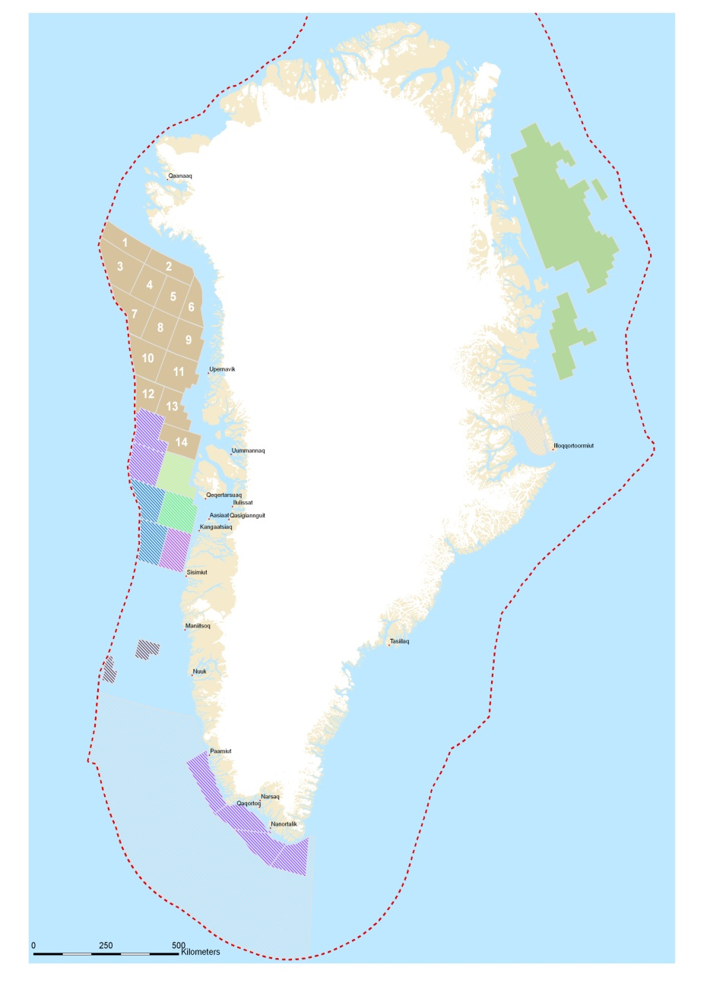 Qaanaaq
1
2
3
4
5
6
7
8
9
10
11
Upernavik
12
13
14
Illoqqortoormiut
Uummannaq
Qeqertarsuaq
Ilulissat
Aasiaat
Qasigiannguit
Kangaatsiaq
Sisimiut
Maniitsoq
Tasiilaq
Nuuk
Paamiut
Narsaq
Qaqortoq
Nanortalik
0 250 500
Kilometers